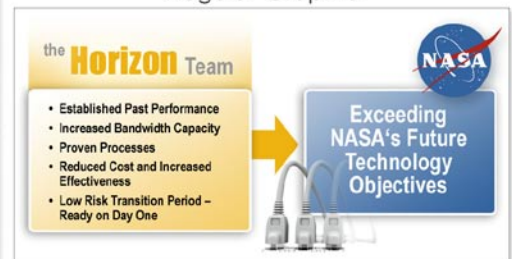 the Horizon Team
• Established Past Performance
• Increased Bandwidth Capacity
• Proven Processes
• Reduced Cost and Increased
Effectiveness
• Low Risk Transition Period –
Ready on Day One
NASA
Exceeding
NASA's Future
Technology
Objectives